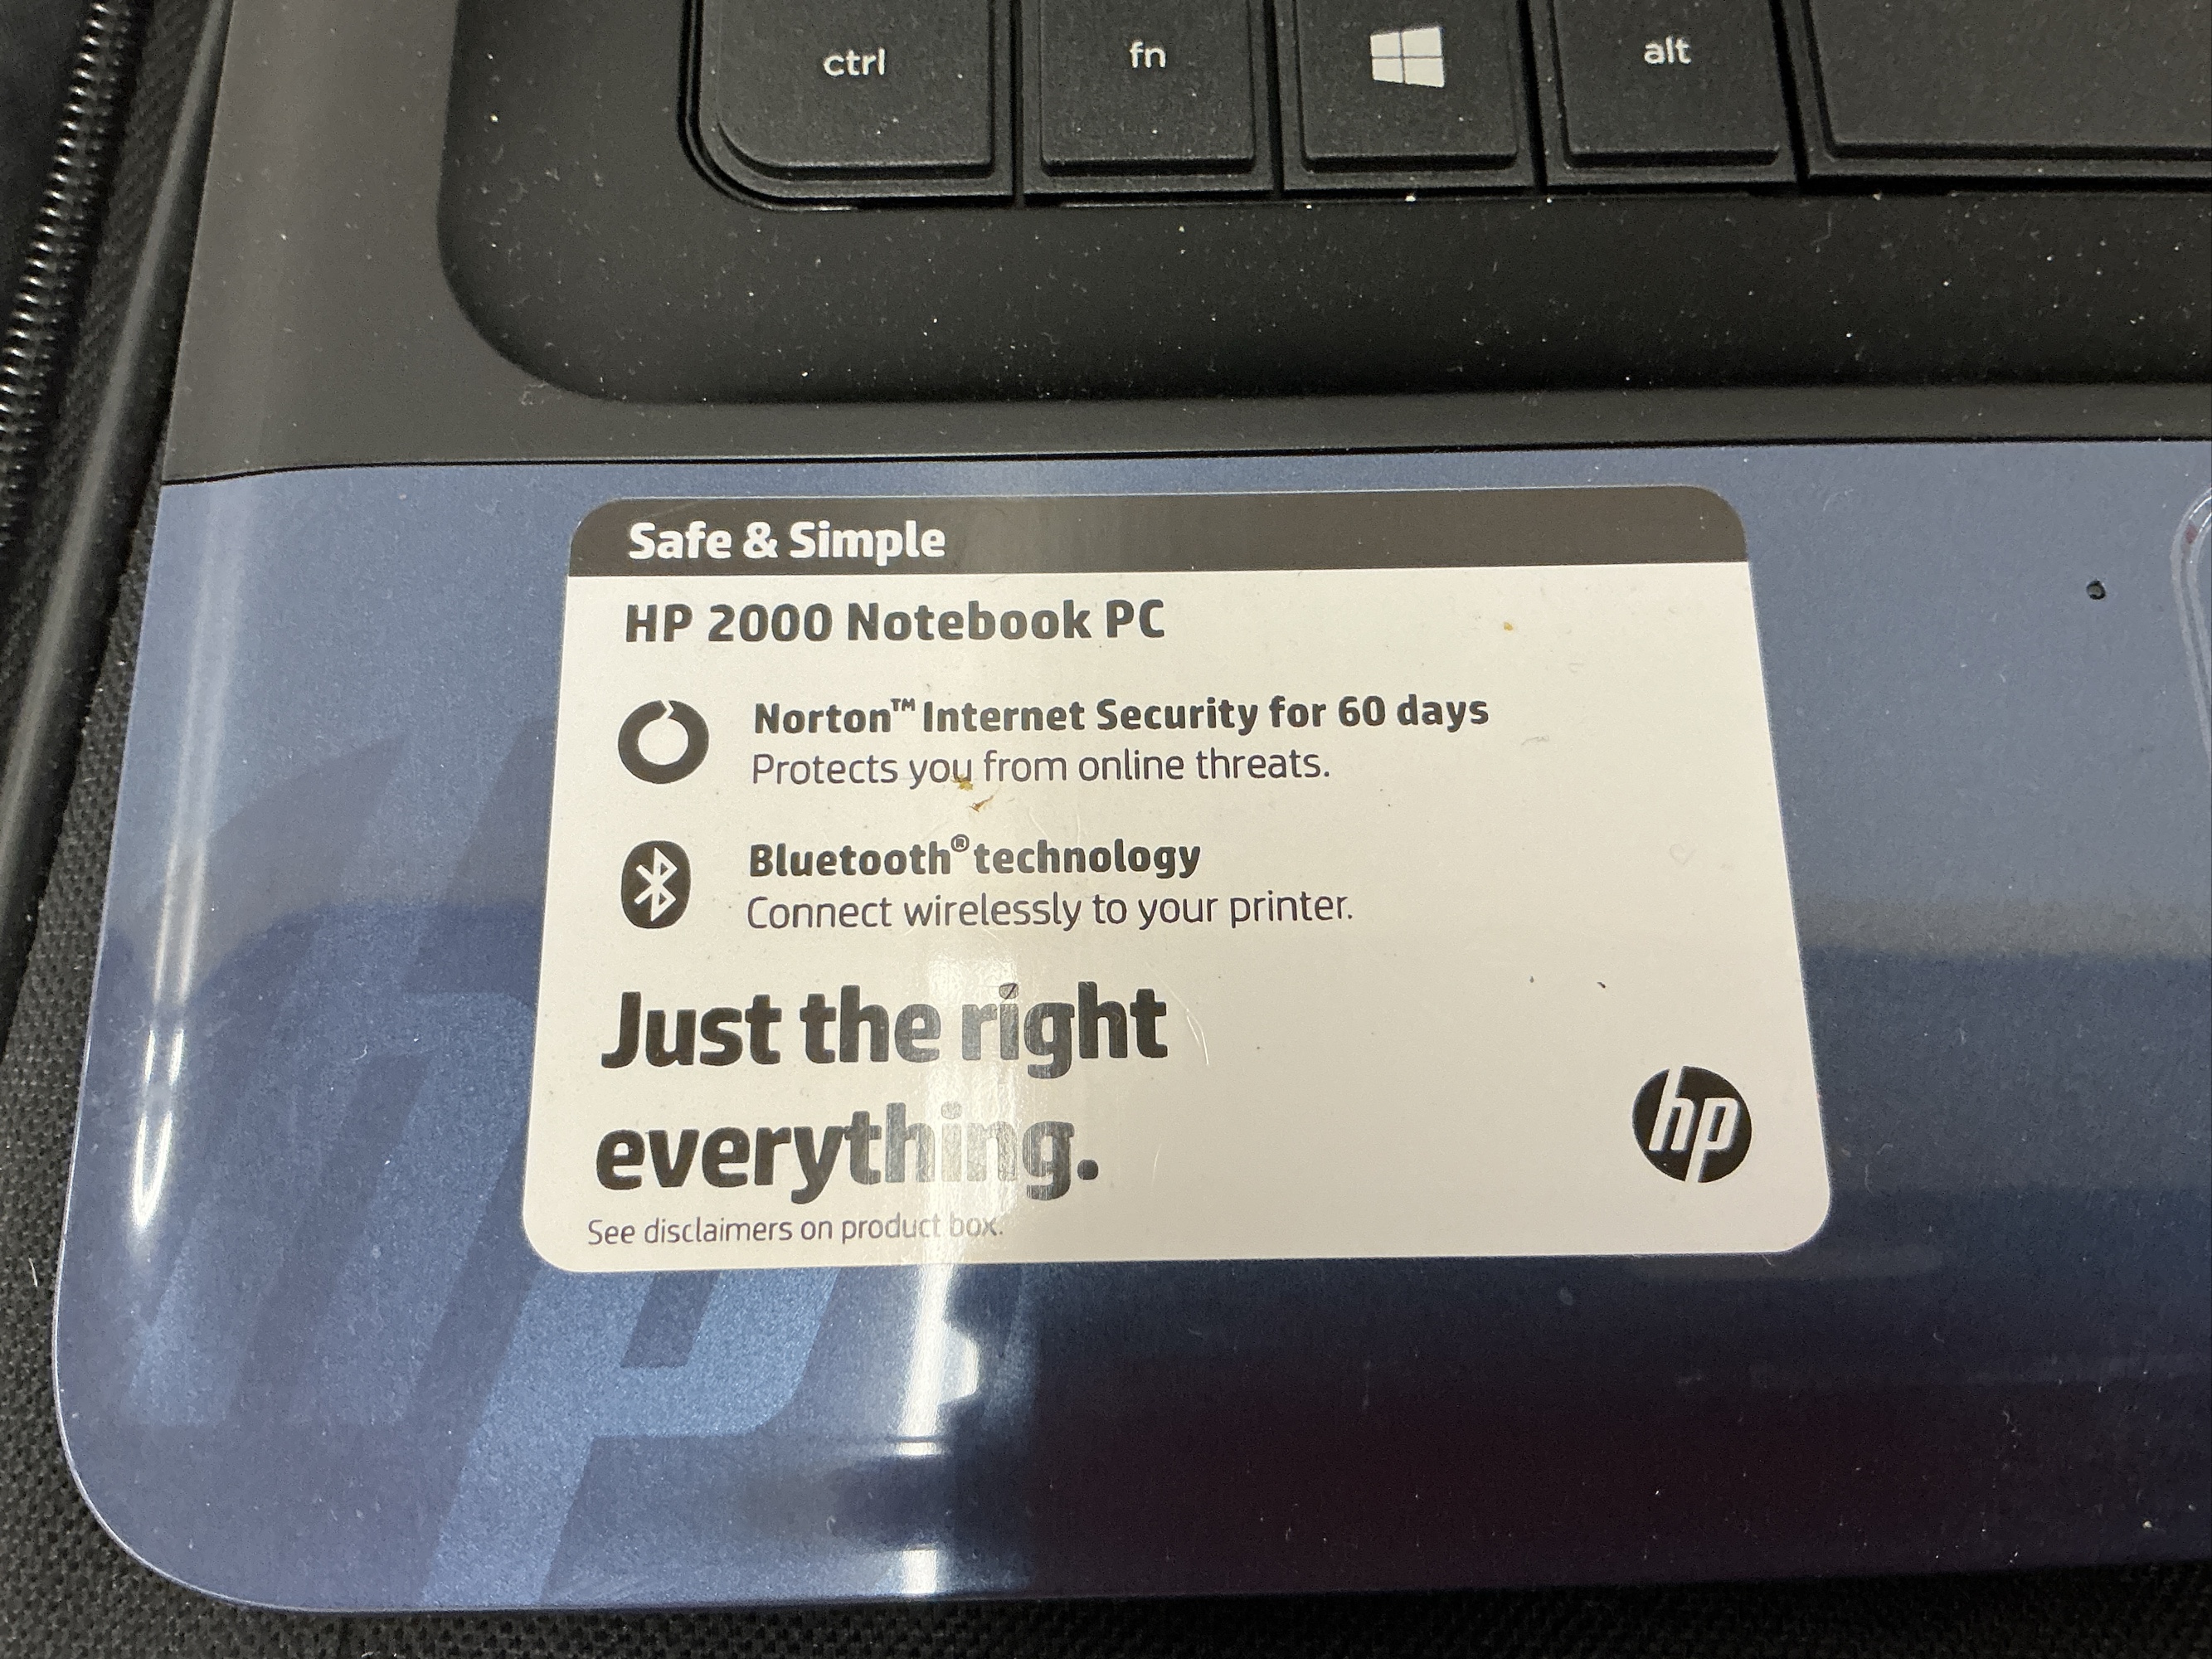 ctrl fn alt
Safe & Simple
HP 2000 Notebook PC
Norton™ Internet Security for 60 days
Protects you from online threats.
Bluetooth® technology
Connect wirelessly to your printer.
Just the right
everything.
hp
See disclaimers on product box.
hp